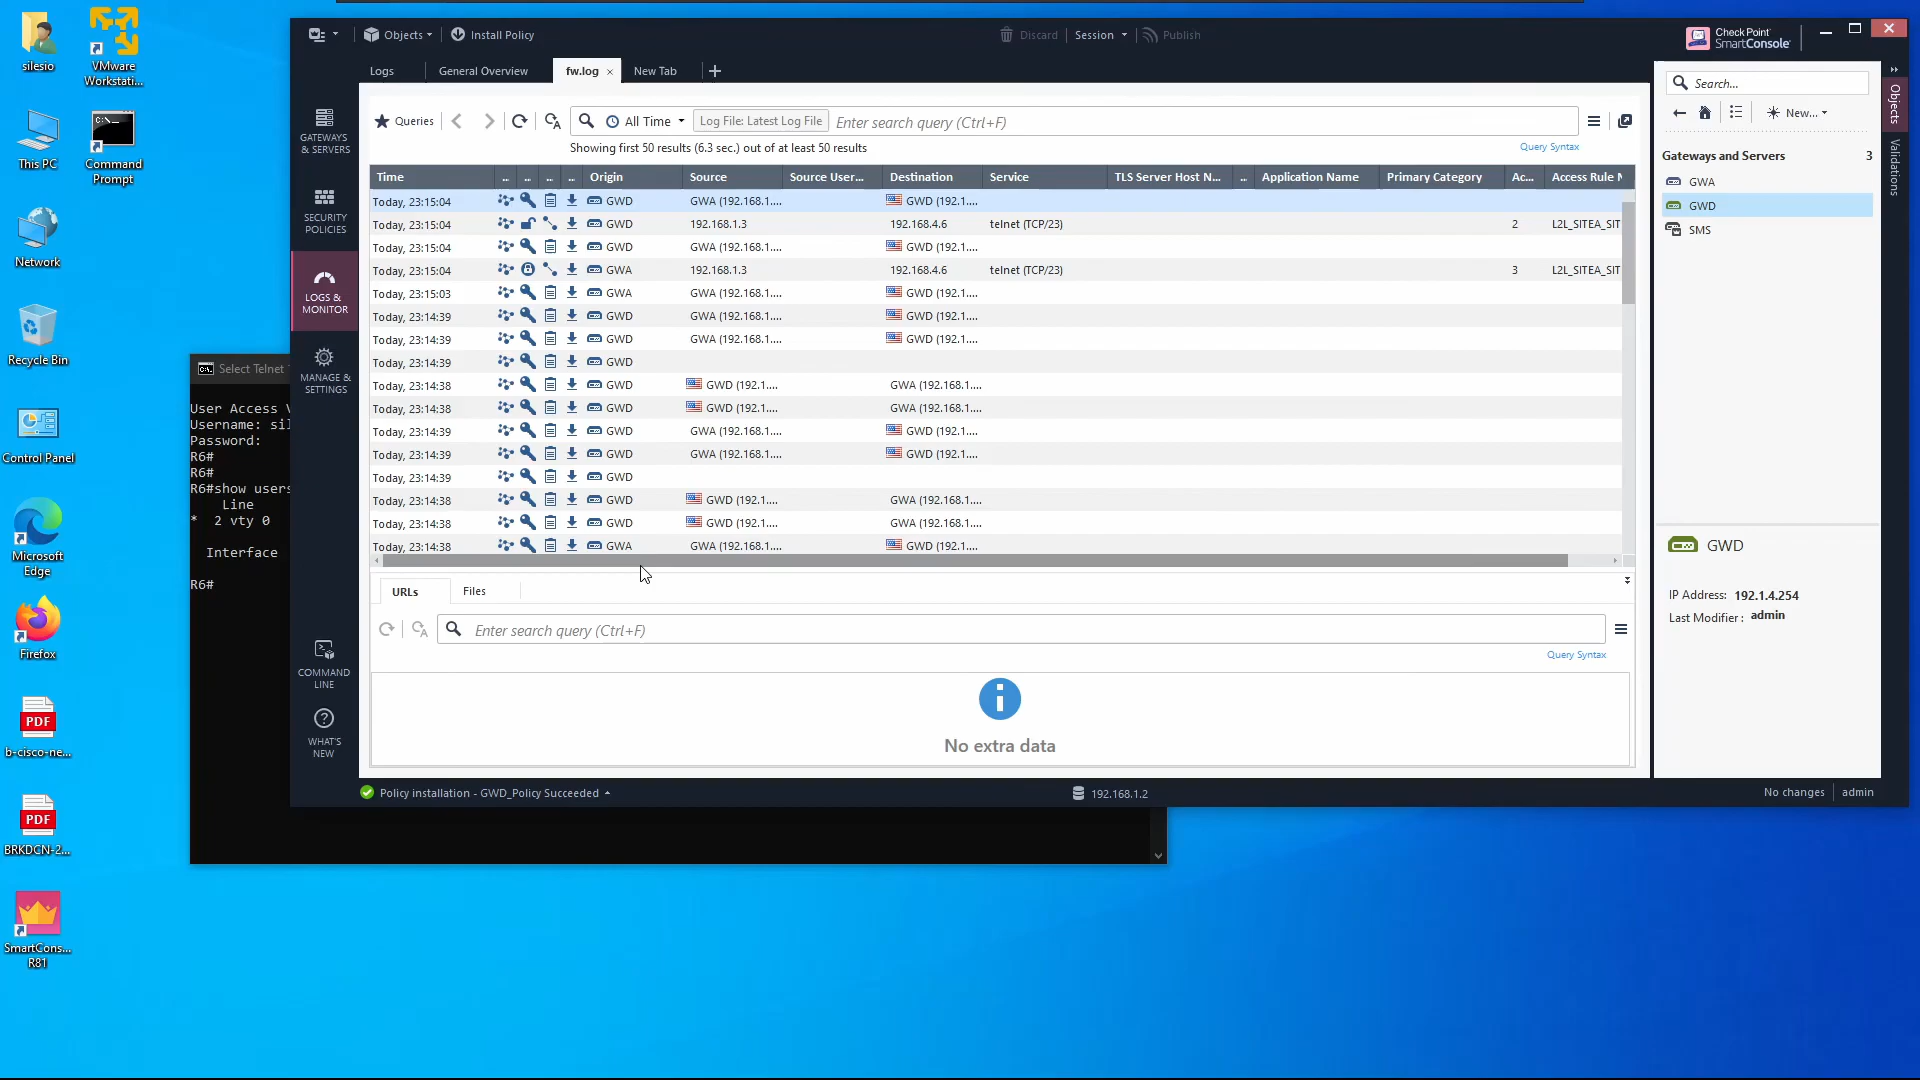 silesio
VMware
Workstati...
This PC
Command
Prompt
Network
Recycle Bin
Control Panel
Microsoft
Edge
Firefox
PDF
b-cisco-ne...
PDF
BRKDCN-2...
SmartCons...
R81
Select Telnet
User Access
Username: sil
Password:
R6#
R6#
R6#show users
Line
* 2 vty 0
Interface
R6#
Objects
Install Policy
Discard
Session
Publish
Check Point
SmartConsole
Logs
General Overview
fw.log
New Tab
GATEWAYS
& SERVERS
SECURITY
POLICIES
LOGS &
MONITOR
MANAGE &
SETTINGS
COMMAND
LINE
WHAT'S
NEW
Queries
All Time
Log File: Latest Log File
Enter search query (Ctrl+F)
Showing first 50 results (6.3 sec.) out of at least 50 results
Query Syntax
Time ... ... ... ... Origin Source Source User... Destination Service TLS Server Host N... ... Application Name Primary Category Ac... Access Rule N
Today, 23:15:04 GWD GWA (192.168.1.... GWD (192.1....
Today, 23:15:04 GWD 192.168.1.3 192.168.4.6 telnet (TCP/23) 2 L2L_SITEA_SIT
Today, 23:15:04 GWD GWA (192.168.1.... GWD (192.1....
Today, 23:15:04 GWA 192.168.1.3 192.168.4.6 telnet (TCP/23) 3 L2L_SITEA_SIT
Today, 23:15:03 GWA GWA (192.168.1.... GWD (192.1....
Today, 23:14:39 GWD GWA (192.168.1.... GWD (192.1....
Today, 23:14:39 GWD GWA (192.168.1.... GWD (192.1....
Today, 23:14:39 GWD
Today, 23:14:38 GWD GWD (192.1.... GWA (192.168.1....
Today, 23:14:38 GWD GWD (192.1.... GWA (192.168.1....
Today, 23:14:39 GWD GWA (192.168.1.... GWD (192.1....
Today, 23:14:39 GWD GWA (192.168.1.... GWD (192.1....
Today, 23:14:39 GWD
Today, 23:14:38 GWD GWD (192.1.... GWA (192.168.1....
Today, 23:14:38 GWD GWD (192.1.... GWA (192.168.1....
Today, 23:14:38 GWA GWA (192.168.1.... GWD (192.1....
URLs
Files
Enter search query (Ctrl+F)
Query Syntax
No extra data
Policy installation - GWD_Policy Succeeded
192.168.1.2
No changes
admin
Search...
New...
Gateways and Servers 3
GWA
GWD
SMS
GWD
IP Address: 192.1.4.254
Last Modifier: admin
Objects
Validations